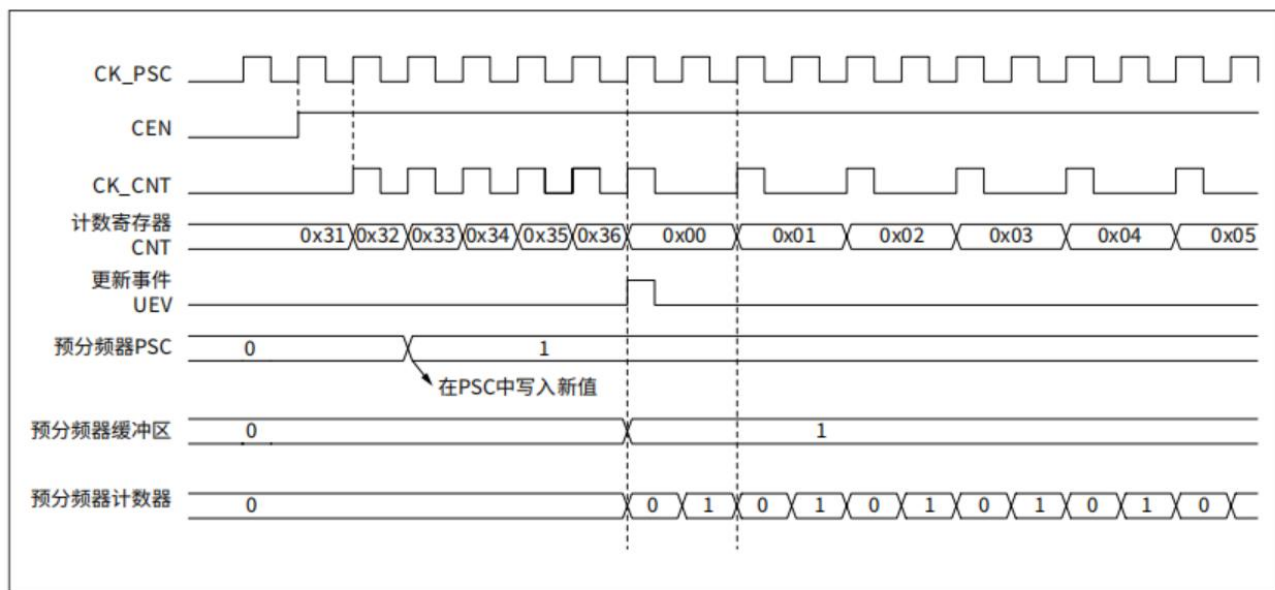 CK_PSC
CEN
CK_CNT
计数寄存器
CNT
0x31 0x32 0x33 0x34 0x35 0x36 0x00 0x01 0x02 0x03 0x04 0x05
更新事件
UEV
预分频器PSC 0 1
在PSC中写入新值
预分频器缓冲区 0 1
预分频器计数器 0 0 1 0 1 0 1 0 1 0 1 0